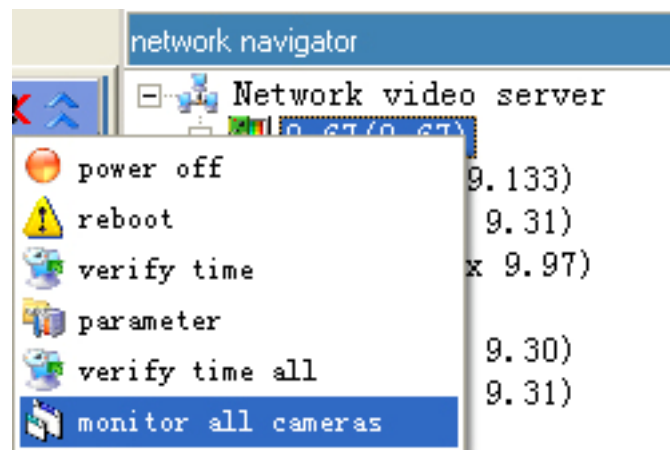 network navigator
Network video server
9.67(9.67)
power off
9.133)
reboot
9.31)
verify time
x 9.97)
parameter
verify time all
9.30)
9.31)
monitor all cameras